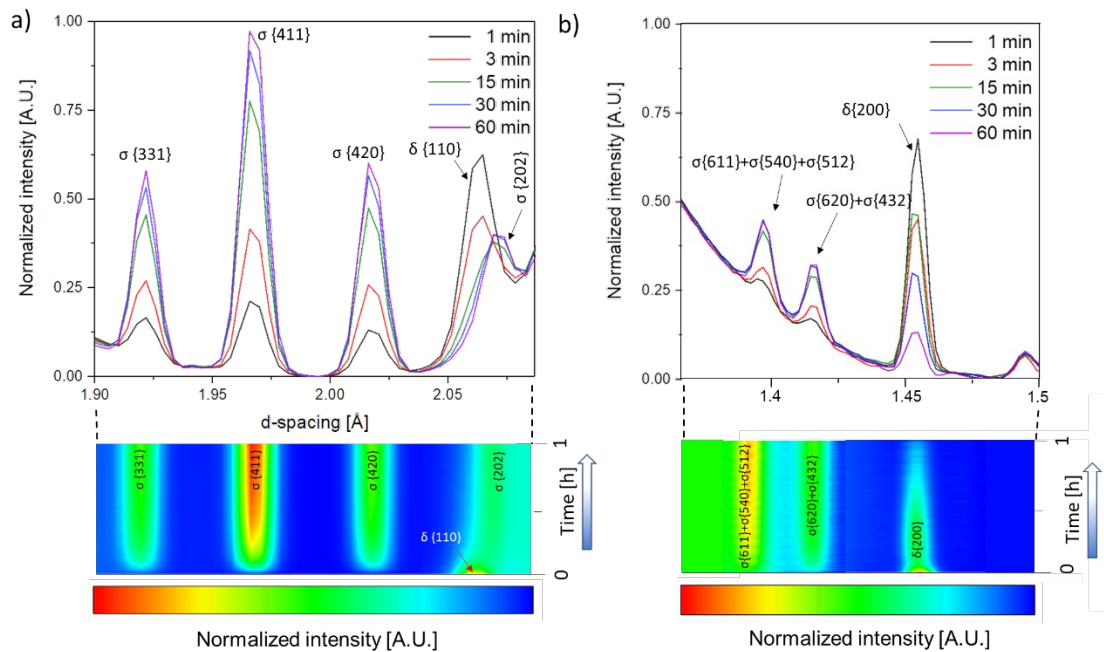 a)
σ {411}
1 min
3 min
15 min
30 min
60 min
σ {331}
σ {420}
δ {110}
σ {202}
1.00
0.75
0.50
0.25
0.00
Normalized intensity [A.U.]
1.90
1.95
2.00
2.05
d-spacing [Å]
σ {331}
σ {411}
σ {420}
σ {202}
δ {110}
1
0
Time [h]
Normalized intensity [A.U.]
b)
1 min
3 min
15 min
30 min
60 min
δ{200}
σ{611}+σ{540}+σ{512}
σ{620}+σ{432}
1.00
0.75
0.50
0.25
0.00
Normalized intensity [A.U.]
1.4
1.45
1.5
σ{611}+σ{540}+σ{512}
σ{620}+σ{432}
δ{200}
1
0
Time [h]
Normalized intensity [A.U.]